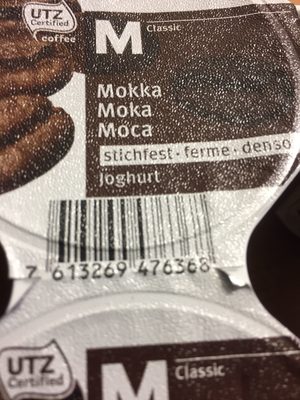 UTZ
Certified
coffee
M Classic
Mokka
Moka
Moca
stichfest · ferme · denso
Joghurt
7 613269 476368
UTZ
Certified
M Classic